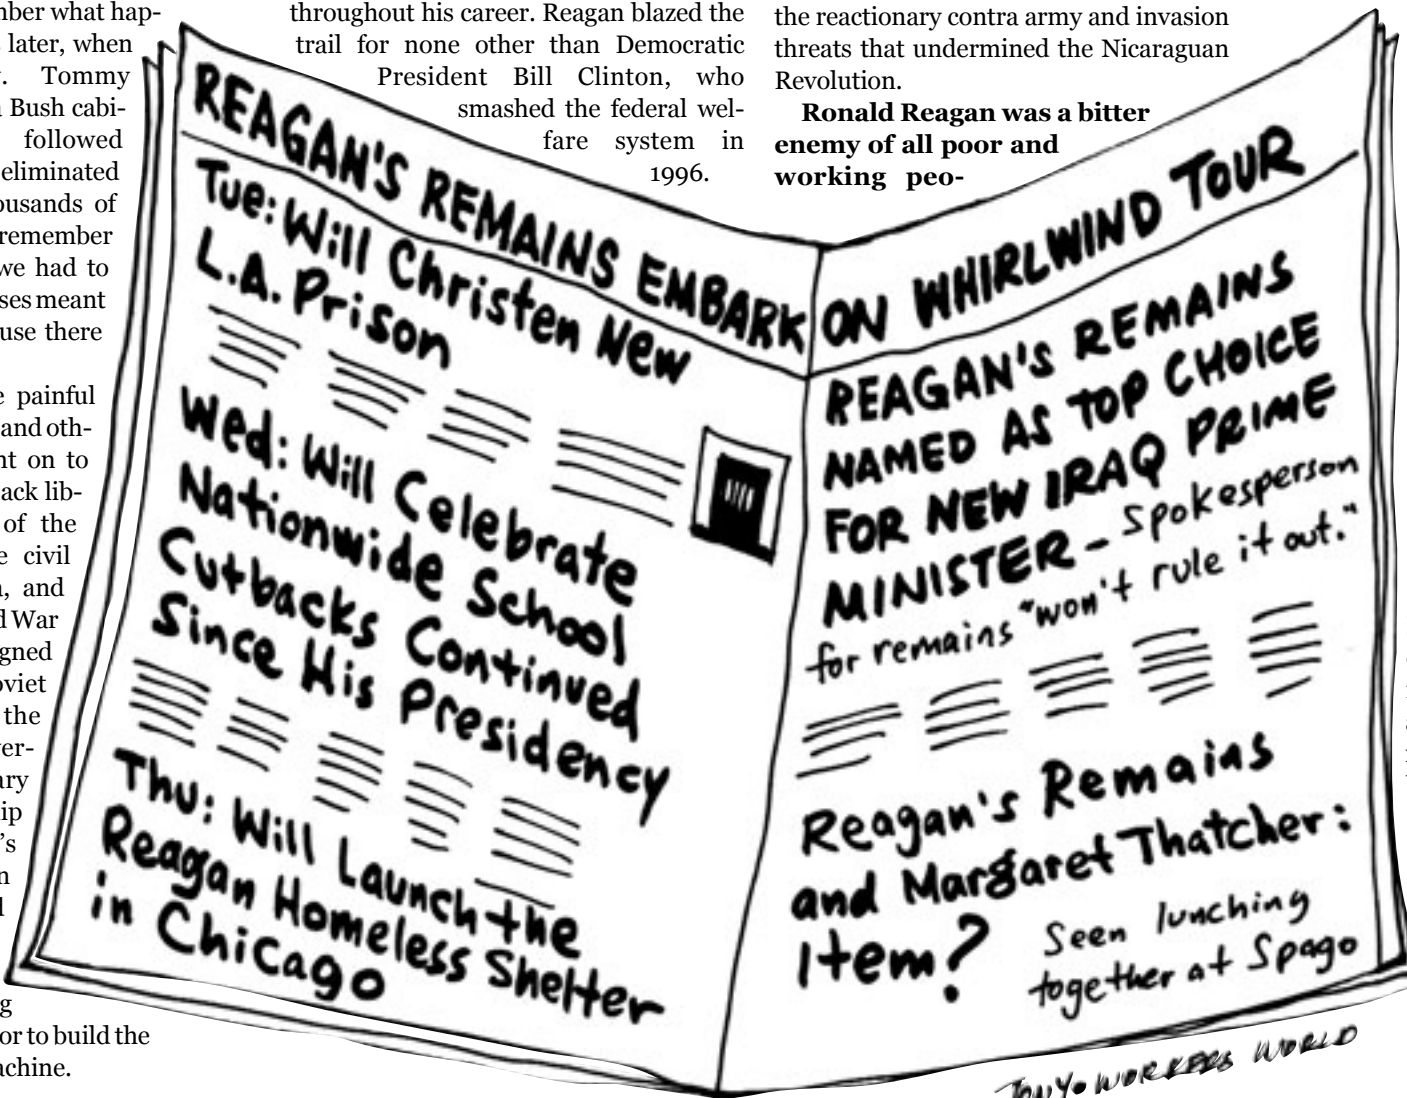 mber what hap-
later, when
Tommy
Bush cabi-
followed
eliminated
ousands of
remember
we had to
ses meant
use there
painful
and oth-
nt on to
ack lib-
of the
civil
, and
d War
gned
oviet
the
ver-
ary
ip
's
n
g
or to build the
achine.
throughout his career. Reagan blazed the
trail for none other than Democratic
President Bill Clinton, who
smashed the federal wel-
fare system in
1996.
the reactionary contra army and invasion
threats that undermined the Nicaraguan
Revolution.
Ronald Reagan was a bitter
enemy of all poor and
working peo-
REAGAN'S REMAINS EMBARK ON WHIRLWIND TOUR
Tue: Will Christen New
L.A. Prison
Wed: Will Celebrate
Nationwide School
Cutbacks Continued
Since His Presidency
Thu: Will Launch the
Reagan Homeless Shelter
in Chicago
REAGAN'S REMAINS
NAMED AS TOP CHOICE
FOR NEW IRAQ PRIME
MINISTER - Spokesperson
for remains "won't rule it out."
Reagan's Remains
and Margaret Thatcher:
Item?
Seen lunching
together at Spago
TONYO WORKERS WORLD